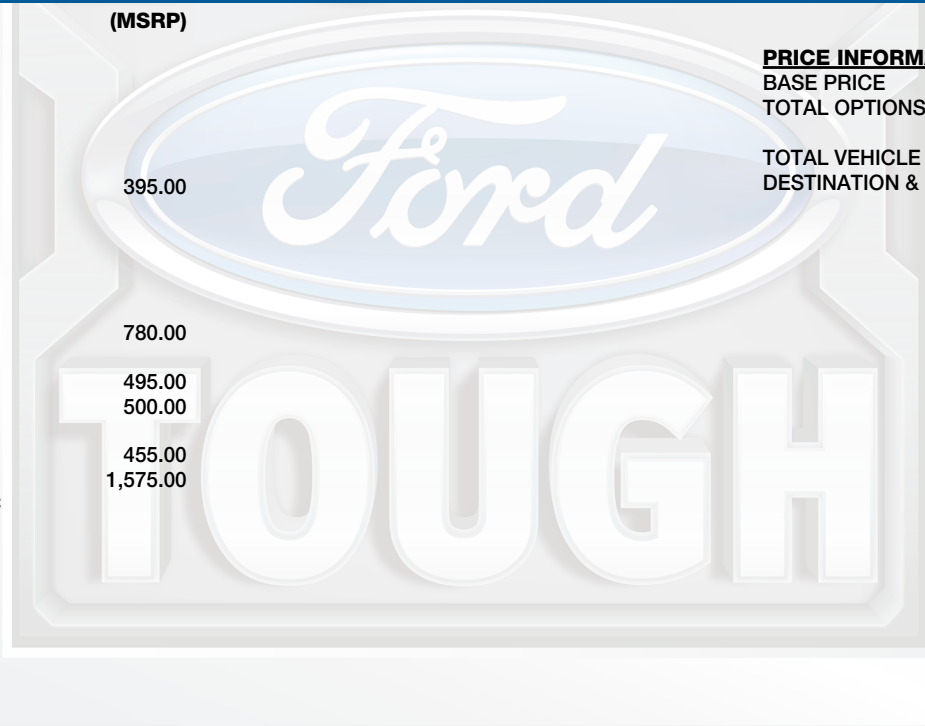 (MSRP)
395.00
780.00
495.00
500.00
455.00
1,575.00
PRICE INFORM
BASE PRICE
TOTAL OPTIONS
TOTAL VEHICLE
DESTINATION &
Ford
TOUGH